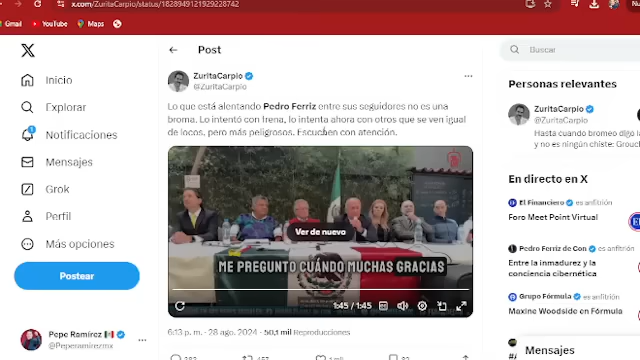 x.com/ZuritaCarpio/status/1828949121929228742
Gmail
YouTube
Maps
Inicio
Explorar
Notificaciones
Mensajes
Grok
Perfil
Más opciones
Postear
Pepe Ramírez
@Peperamirezmx
Post
ZuritaCarpio
@ZuritaCarpio
Lo que está alentando Pedro Ferriz entre sus seguidores no es una
broma. Lo intentó con Irena, lo intenta ahora con otros que se ven igual
de locos, pero más peligrosos. Escuchen con atención.
Ver de nuevo
ME PREGUNTO CUÁNDO MUCHAS GRACIAS
1:45 / 1:45
6:13 p. m. · 28 ago. 2024 · 50,1 mil Reproducciones
Buscar
Personas relevantes
ZuritaCarpio
@ZuritaCarpio
Hasta cuando bromeo digo la
y no es ningún chiste: Grouc
En directo en X
El Financiero es anfitrión
Foro Meet Point Virtual
Pedro Ferriz de Con es anfit
Entre la inmadurez y la
conciencia cibernética
Grupo Fórmula es anfitrión
Maxine Woodside en Fórmula
Mensajes